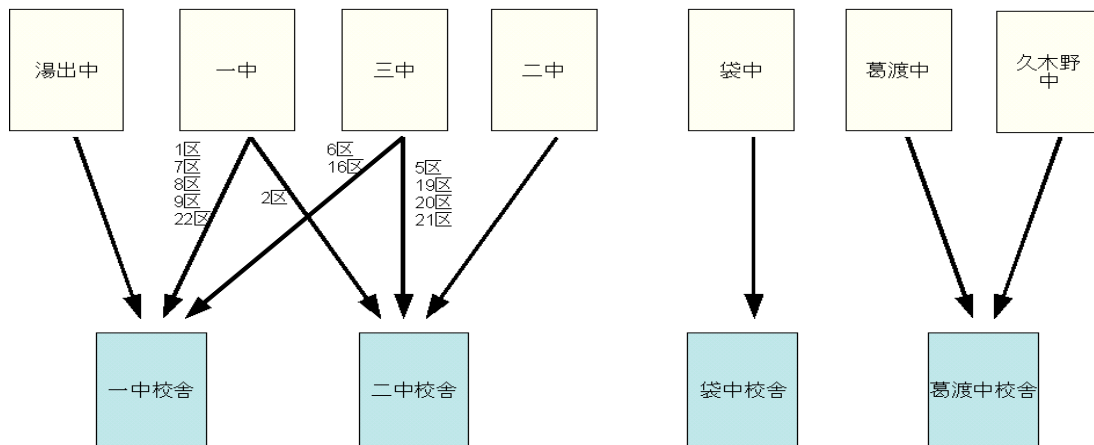 湯出中
一中
三中
二中
袋中
葛渡中
久木野
中
1区
7区
8区
9区
22区
2区
6区
16区
5区
19区
20区
21区
一中校舎
二中校舎
袋中校舎
葛渡中校舎